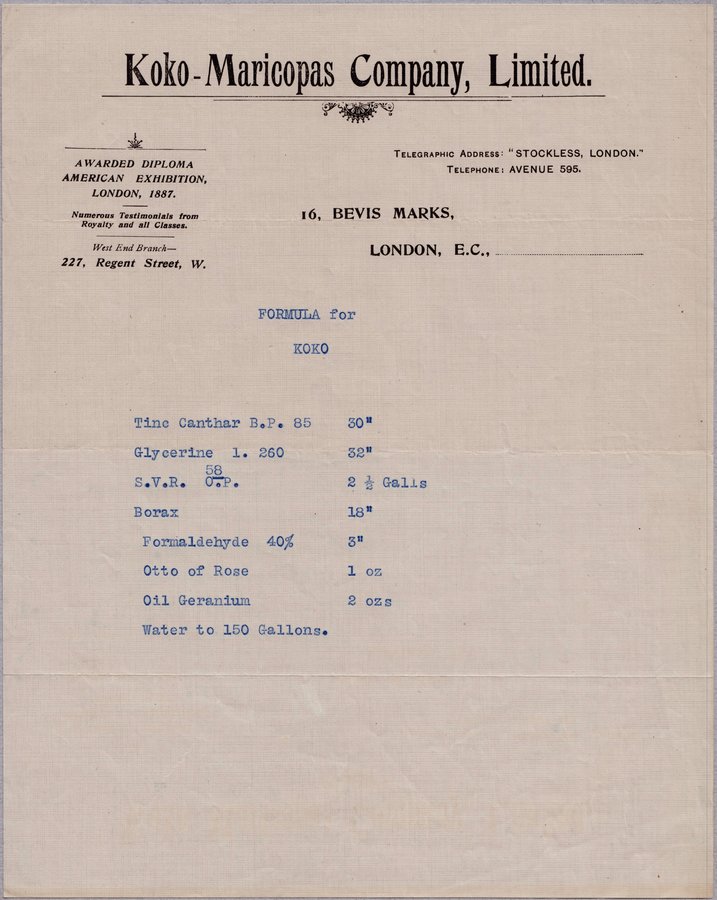 Koko-Maricopas Company, Limited.
AWARDED DIPLOMA
AMERICAN EXHIBITION,
LONDON, 1887.
Numerous Testimonials from
Royalty and all Classes.
West End Branch—
227, Regent Street, W.
TELEGRAPHIC ADDRESS: "STOCKLESS, LONDON."
TELEPHONE: AVENUE 595.
16, BEVIS MARKS,
LONDON, E.C.,
FORMULA for
KOKO
Tinc Canthar B.P. 85 30"
Glycerine 1. 260 32"
58
S.V.R. O.P. 2 ½ Galls
Borax 18"
Formaldehyde 40% 3"
Otto of Rose 1 oz
Oil Geranium 2 ozs
Water to 150 Gallons.